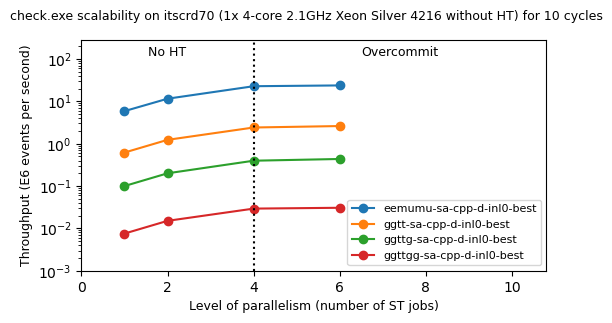 check.exe scalability on itscrd70 (1x 4-core 2.1GHz Xeon Silver 4216 without HT) for 10 cycles
No HT
Overcommit
Throughput (E6 events per second)
10²
10¹
10⁰
10⁻¹
10⁻²
10⁻³
eemumu-sa-cpp-d-inl0-best
ggtt-sa-cpp-d-inl0-best
ggttg-sa-cpp-d-inl0-best
ggttgg-sa-cpp-d-inl0-best
0 2 4 6 8 10
Level of parallelism (number of ST jobs)